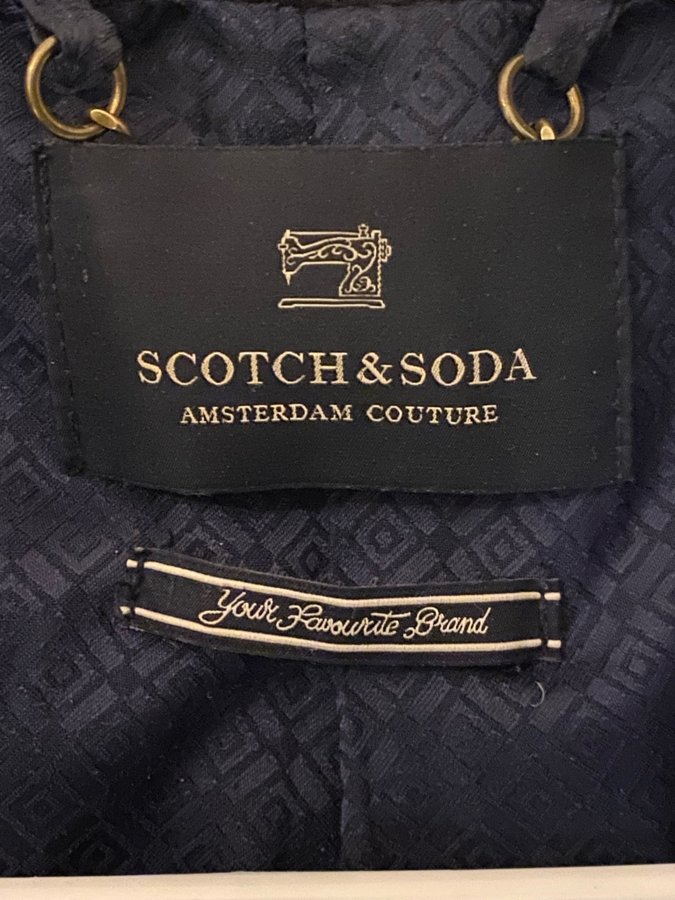 SCOTCH & SODA
AMSTERDAM COUTURE
Your Favourite Brand